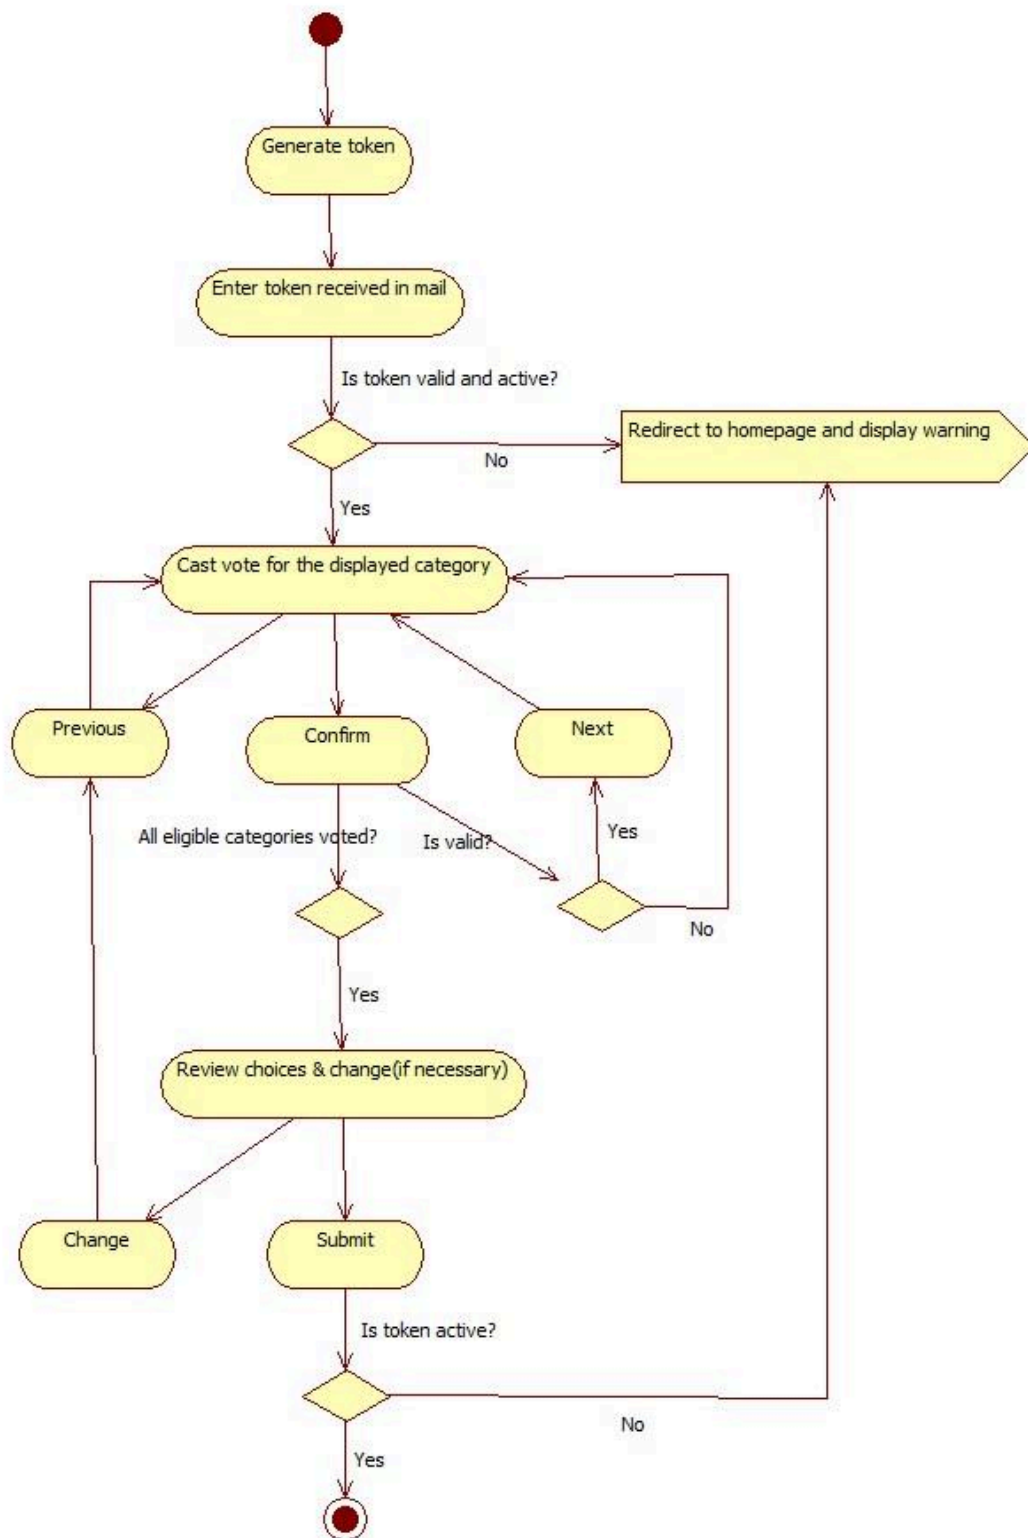 Generate token
Enter token received in mail
Is token valid and active?
Redirect to homepage and display warning
No
Yes
Cast vote for the displayed category
Previous
Confirm
Next
All eligible categories voted?
Is valid?
Yes
No
Yes
Review choices & change(if necessary)
Change
Submit
Is token active?
No
Yes